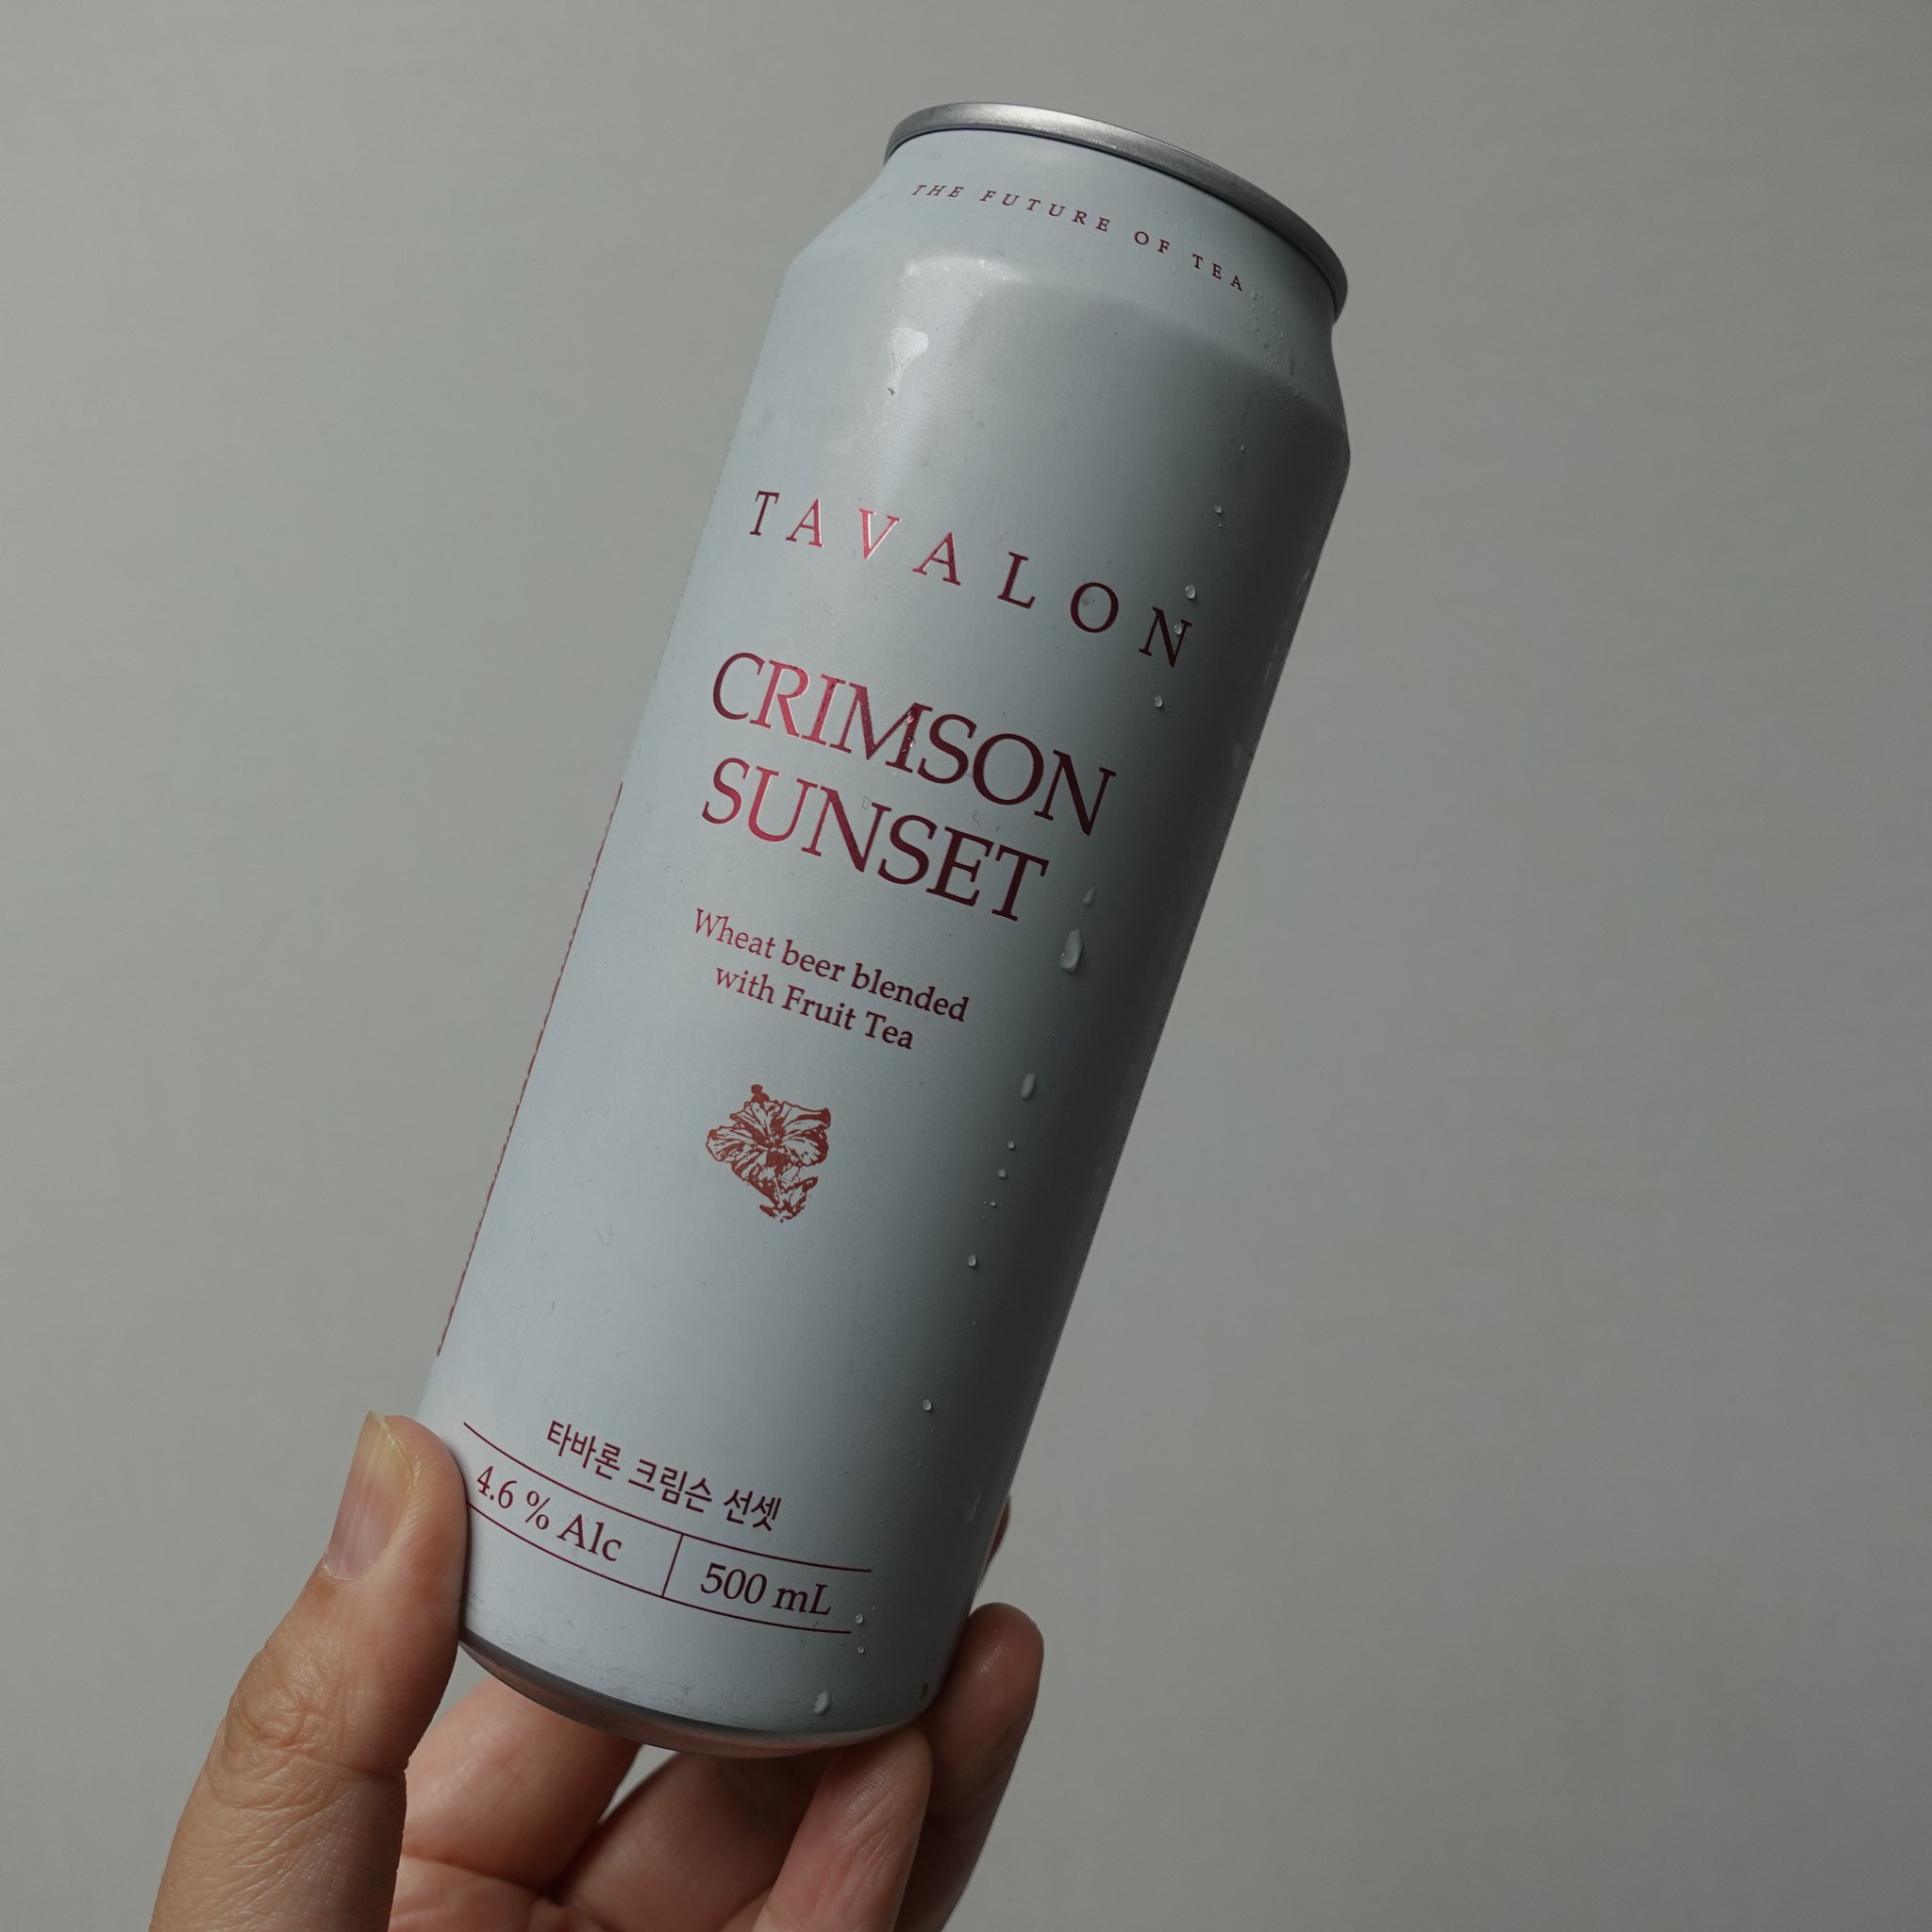 THE FUTURE OF TEA
TAVALON
CRIMSON
SUNSET
Wheat beer blended
with Fruit Tea
타바론 크림슨 선셋
4.6 % Alc
500 mL